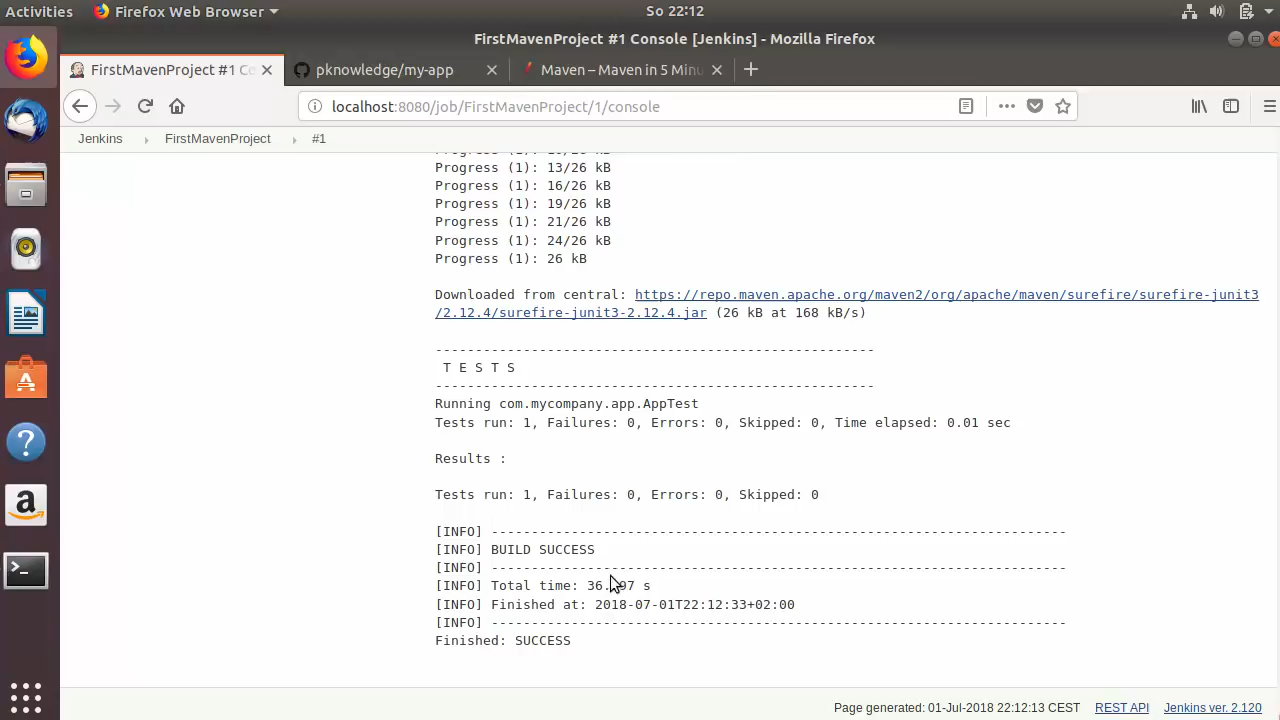 Activities Firefox Web Browser So 22:12
FirstMavenProject #1 Console [Jenkins] - Mozilla Firefox
FirstMavenProject #1 Co pknowledge/my-app Maven – Maven in 5 Minu
localhost:8080/job/FirstMavenProject/1/console
Jenkins FirstMavenProject #1
Progress (1): 13/26 kB
Progress (1): 16/26 kB
Progress (1): 19/26 kB
Progress (1): 21/26 kB
Progress (1): 24/26 kB
Progress (1): 26 kB
Downloaded from central: https://repo.maven.apache.org/maven2/org/apache/maven/surefire/surefire-junit3
/2.12.4/surefire-junit3-2.12.4.jar (26 kB at 168 kB/s)
-------------------------------------------------------
T E S T S
-------------------------------------------------------
Running com.mycompany.app.AppTest
Tests run: 1, Failures: 0, Errors: 0, Skipped: 0, Time elapsed: 0.01 sec
Results :
Tests run: 1, Failures: 0, Errors: 0, Skipped: 0
[INFO] ------------------------------------------------------------------------
[INFO] BUILD SUCCESS
[INFO] ------------------------------------------------------------------------
[INFO] Total time: s
[INFO] Finished at: 2018-07-01T22:12:33+02:00
[INFO] ------------------------------------------------------------------------
Finished: SUCCESS
Page generated: 01-Jul-2018 22:12:13 CEST REST API Jenkins ver. 2.120